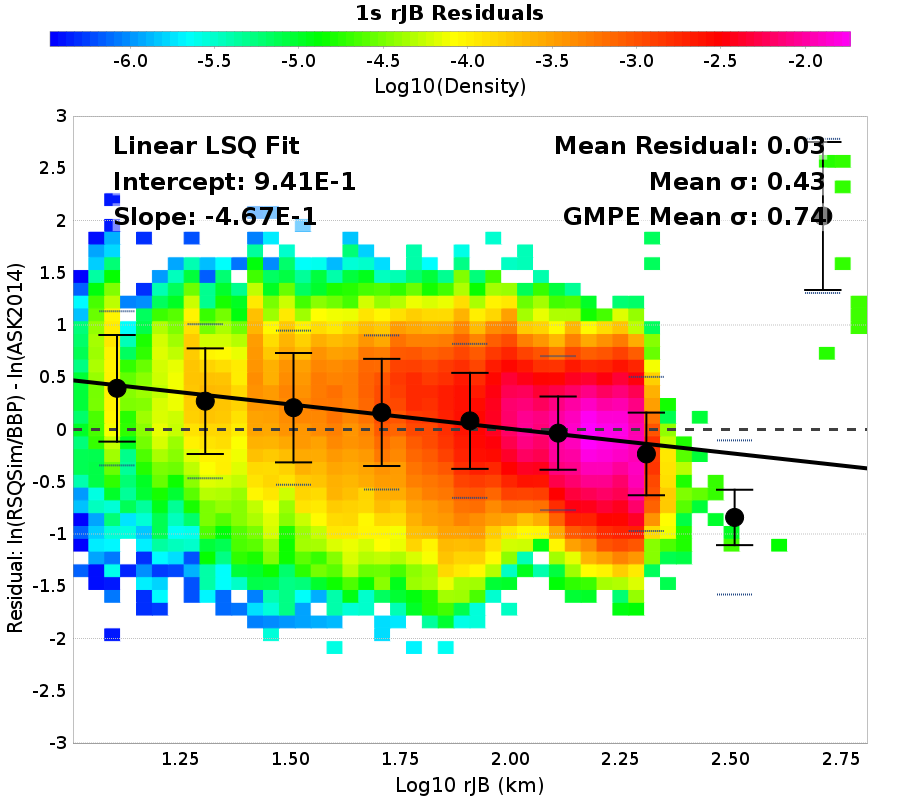 1s rJB Residuals
-6.0 -5.5 -5.0 -4.5 -4.0 -3.5 -3.0 -2.5 -2.0
Log10(Density)
Linear LSQ Fit
Intercept: 9.41E-1
Slope: -4.67E-1
Mean Residual: 0.03
Mean σ: 0.43
GMPE Mean σ: 0.74
Residual: ln(RSQSim/BBP) - ln(ASK2014)
3
2.5
2
1.5
1
0.5
0
-0.5
-1
-1.5
-2
-2.5
-3
1.25 1.50 1.75 2.00 2.25 2.50 2.75
Log10 rJB (km)